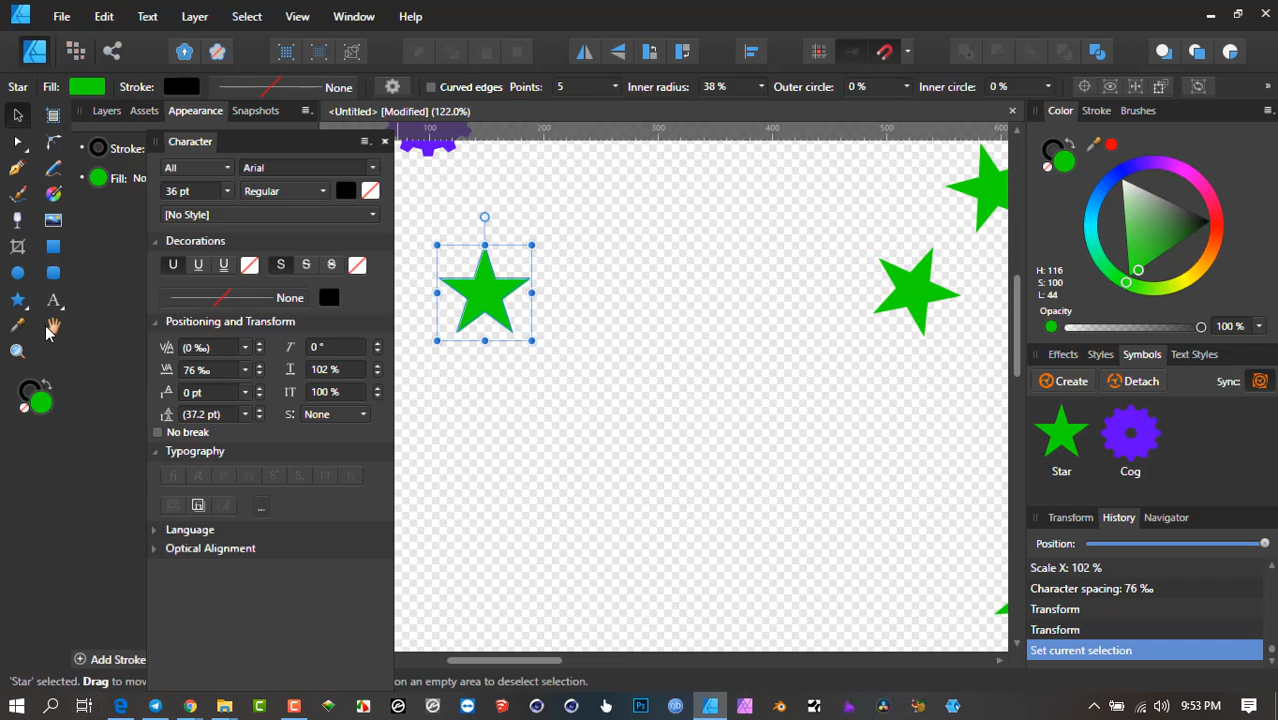 File Edit Text Layer Select View Window Help
Star Fill: Stroke: None Curved edges Points: 5 Inner radius: 38 % Outer circle: 0 % Inner circle: 0 %
Layers Assets Appearance Snapshots
<Untitled> [Modified] (122.0%)
Color Stroke Brushes
100 200 300 400 500 600
Stroke:
Fill: No
Character
All Arial
36 pt Regular
[No Style]
Decorations
U U U S S S
None
Positioning and Transform
(0 ‰) 0 °
76 ‰ 102 %
0 pt 100 %
(37.2 pt) None
No break
Typography
...
Language
Optical Alignment
H: 116
S: 100
L: 44
Opacity
100 %
Effects Styles Symbols Text Styles
Create Detach Sync:
Star Cog
Transform History Navigator
Position:
Scale X: 102 %
Character spacing: 76 ‰
Transform
Transform
Set current selection
Add Stroke
'Star' selected. Drag to mov on an empty area to deselect selection.
9:53 PM